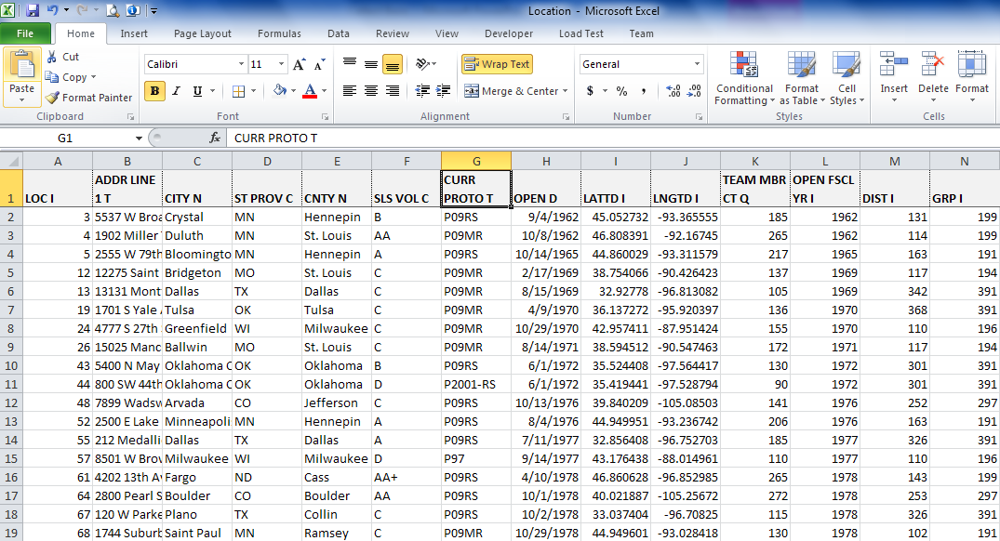 Location - Microsoft Excel
File Home Insert Page Layout Formulas Data Review View Developer Load Test Team
Paste Cut Copy Format Painter
Calibri 11 A A Wrap Text General
B I U A Merge & Center $ % , .00 .0
Conditional Formatting Format as Table Cell Styles Insert Delete Format
Clipboard Font Alignment Number Styles Cells
G1 fx CURR PROTO T
A B C D E F G H I J K L M N
1 LOC I ADDR LINE 1 T CITY N ST PROV C CNTY N SLS VOL C CURR PROTO T OPEN D LATTD I LNGTD I TEAM MBR CT Q OPEN FSCL YR I DIST I GRP I
2 3 5537 W Broa Crystal MN Hennepin B P09RS 9/4/1962 45.052732 -93.365555 185 1962 131 199
3 4 1902 Miller Duluth MN St. Louis AA P09MR 10/8/1962 46.808391 -92.16745 265 1962 114 199
4 5 2555 W 79th Bloomingto MN Hennepin A P09RS 10/14/1965 44.860029 -93.311579 217 1965 163 191
5 12 12275 Saint Bridgeton MO St. Louis C P09MR 2/17/1969 38.754066 -90.426423 137 1969 117 194
6 13 13131 Mont Dallas TX Dallas C P09MR 8/15/1969 32.92778 -96.813082 105 1969 342 391
7 19 1701 S Yale Tulsa OK Tulsa C P09MR 4/9/1970 36.137272 -95.920397 136 1970 368 391
8 24 4777 S 27th Greenfield WI Milwaukee C P09MR 10/29/1970 42.957411 -87.951424 155 1970 110 196
9 26 15025 Manc Ballwin MO St. Louis C P09MR 8/14/1971 38.594512 -90.547463 172 1971 117 194
10 43 5400 N May Oklahoma C OK Oklahoma B P09RS 6/1/1972 35.524408 -97.564417 130 1972 301 391
11 44 800 SW 44th Oklahoma C OK Oklahoma D P2001-RS 6/1/1972 35.419441 -97.528794 90 1972 301 391
12 48 7899 Wadsw Arvada CO Jefferson C P09RS 10/13/1976 39.840209 -105.08503 141 1976 252 297
13 52 2500 E Lake Minneapoli MN Hennepin A P09RS 8/4/1976 44.949951 -93.236742 206 1976 163 191
14 55 212 Medalli Dallas TX Dallas A P09RS 7/11/1977 32.856408 -96.752703 185 1977 326 391
15 57 8501 W Brov Milwaukee WI Milwaukee D P97 9/14/1977 43.176438 -88.014961 110 1977 110 196
16 61 4202 13th Av Fargo ND Cass AA+ P09RS 4/10/1978 46.860628 -96.852985 265 1978 143 199
17 64 2800 Pearl S Boulder CO Boulder AA P09RS 10/1/1978 40.021887 -105.25672 272 1978 253 297
18 67 120 W Parke Plano TX Collin C P09RS 10/2/1978 33.037404 -96.70825 115 1978 326 391
19 68 1744 Suburb Saint Paul MN Ramsey C P09MR 10/29/1978 44.949601 -93.028418 130 1978 102 191